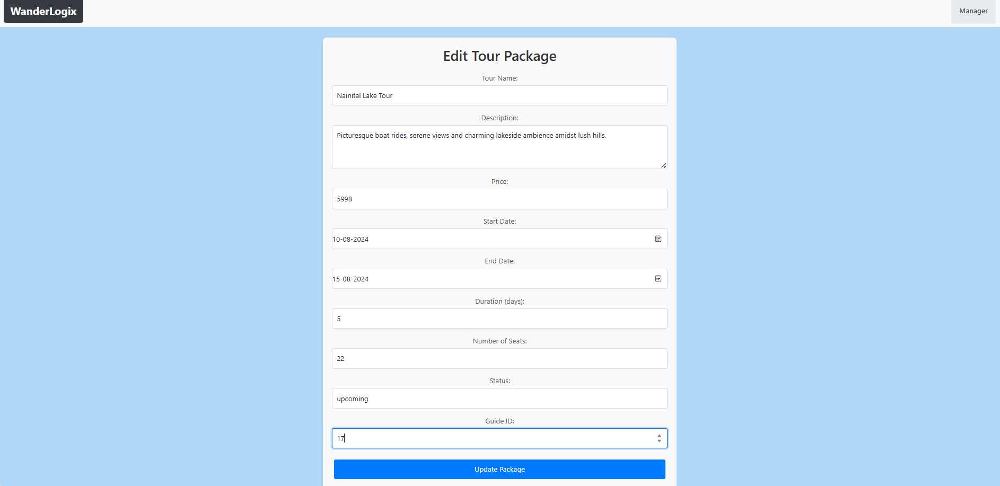 WanderLogix
Manager
Edit Tour Package
Tour Name:
Nainital Lake Tour
Description:
Picturesque boat rides, serene views and charming lakeside ambience amidst lush hills.
Price:
5998
Start Date:
10-08-2024
End Date:
15-08-2024
Duration (days):
5
Number of Seats:
22
Status:
upcoming
Guide ID:
17
Update Package